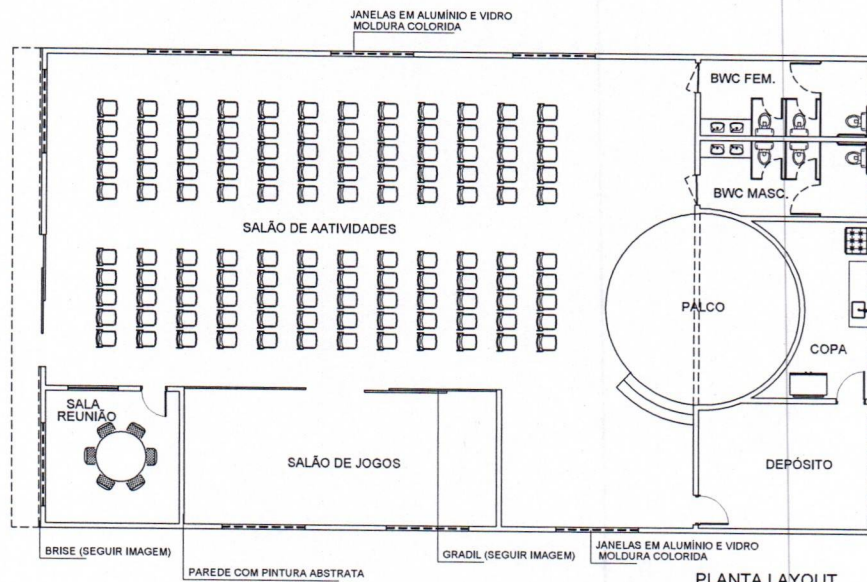 JANELAS EM ALUMÍNIO E VIDRO
MOLDURA COLORIDA
BWC FEM.
BWC MASC.
SALÃO DE AATIVIDADES
PALCO
COPA
SALA
REUNIÃO
SALÃO DE JOGOS
DEPÓSITO
BRISE (SEGUIR IMAGEM)
PAREDE COM PINTURA ABSTRATA
GRADIL (SEGUIR IMAGEM)
JANELAS EM ALUMÍNIO E VIDRO
MOLDURA COLORIDA
PLANTA LAYOUT